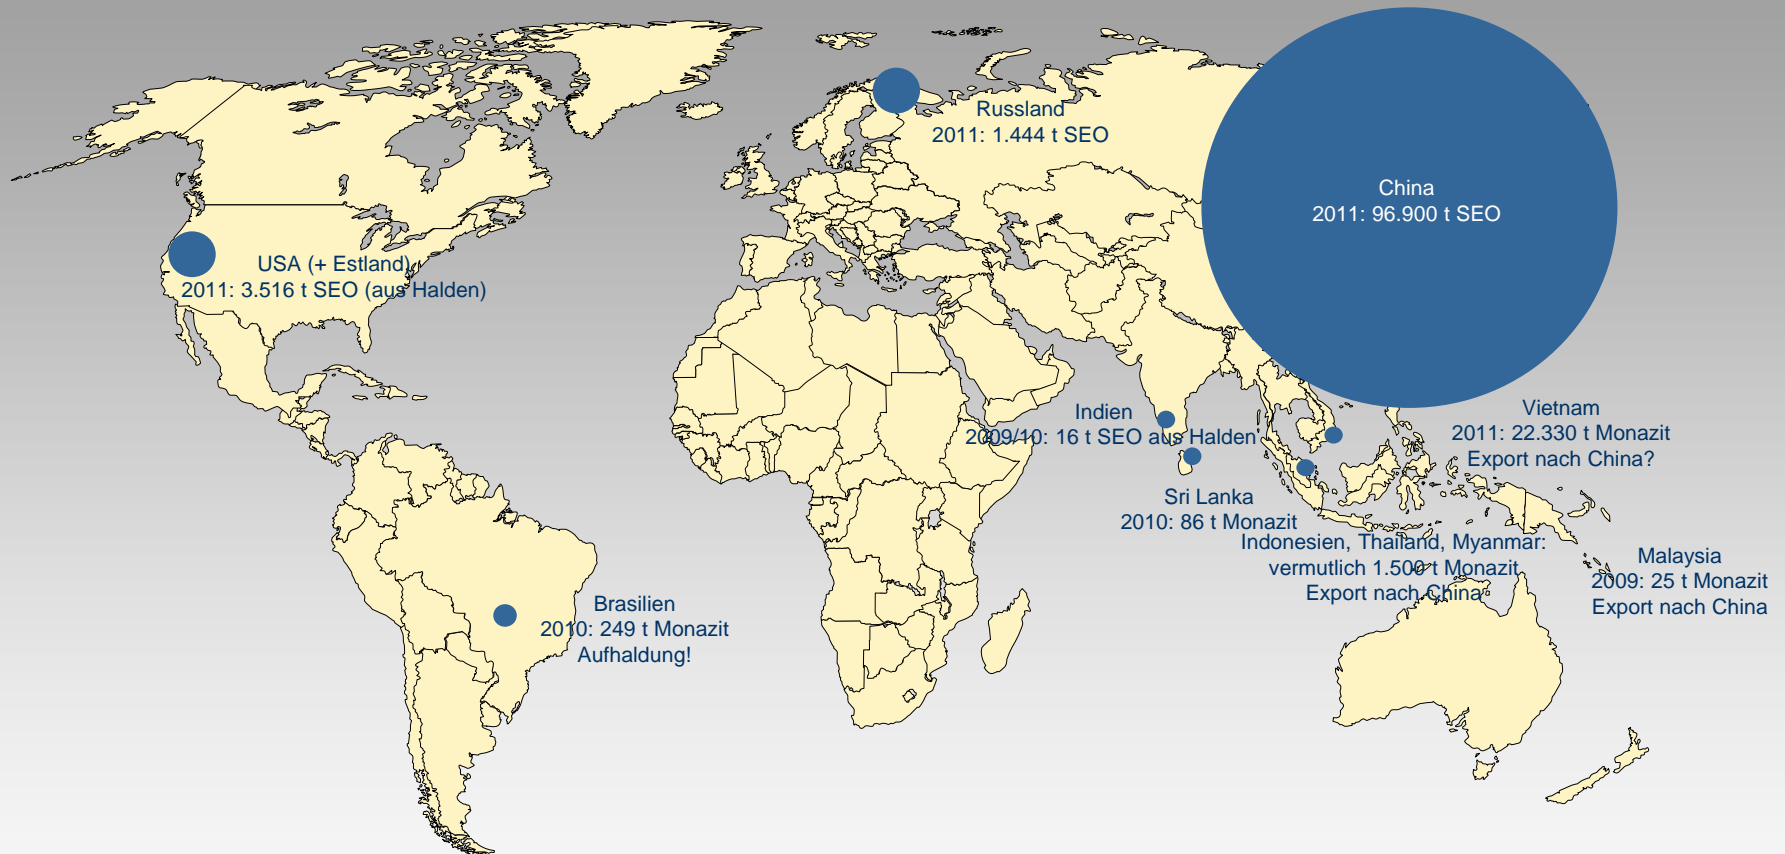 Russland
2011: 1.444 t SEO
China
2011: 96.900 t SEO
USA (+ Estland)
2011: 3.516 t SEO (aus Halden)
Indien
2009/10: 16 t SEO aus Halden
Vietnam
2011: 22.330 t Monazit
Export nach China?
Sri Lanka
2010: 86 t Monazit
Indonesien, Thailand, Myanmar:
vermutlich 1.500 t Monazit
Export nach China
Malaysia
2009: 25 t Monazit
Export nach China
Brasilien
2010: 249 t Monazit
Aufhaldung!